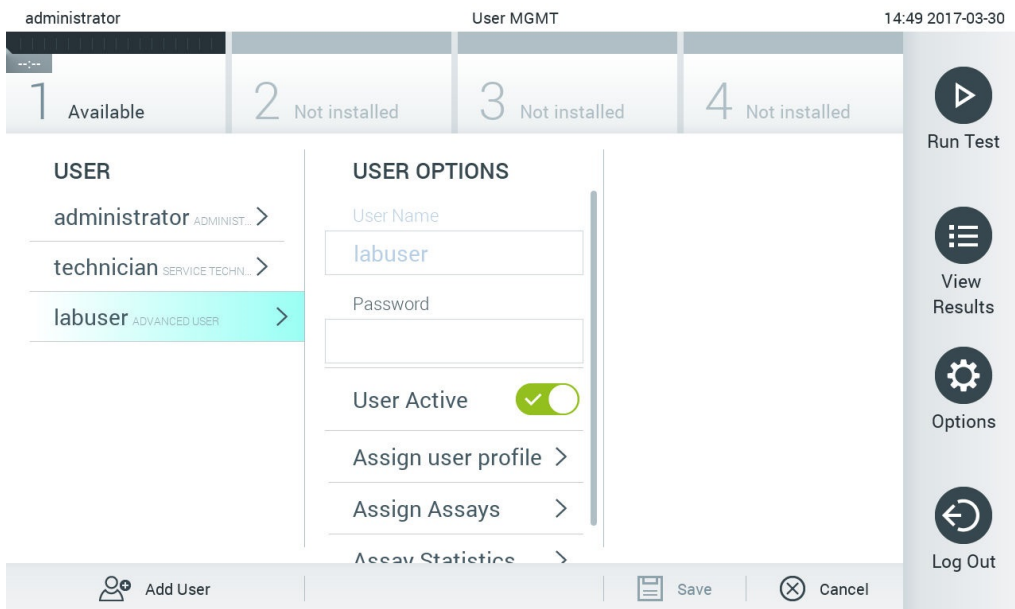 administrator User MGMT 14:49 2017-03-30
--:--
1 Available 2 Not installed 3 Not installed 4 Not installed
Run Test
USER
administrator ADMINIST...
technician SERVICE TECHN...
labuser ADVANCED USER
USER OPTIONS
User Name
labuser
Password
User Active
Assign user profile
Assign Assays
Assay Statistics
View
Results
Options
Log Out
Add User Save Cancel